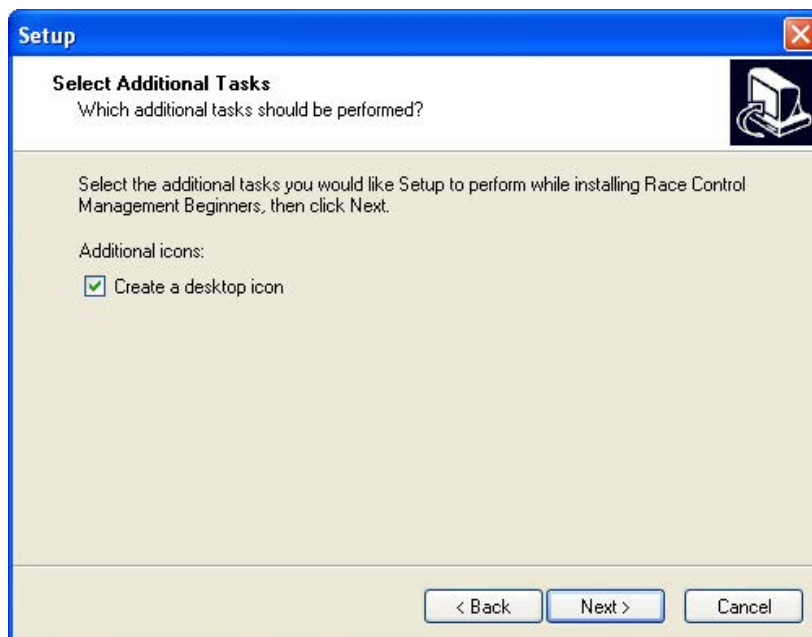 Setup
Select Additional Tasks
Which additional tasks should be performed?
Select the additional tasks you would like Setup to perform while installing Race Control
Management Beginners, then click Next.
Additional icons:
Create a desktop icon
< Back Next > Cancel